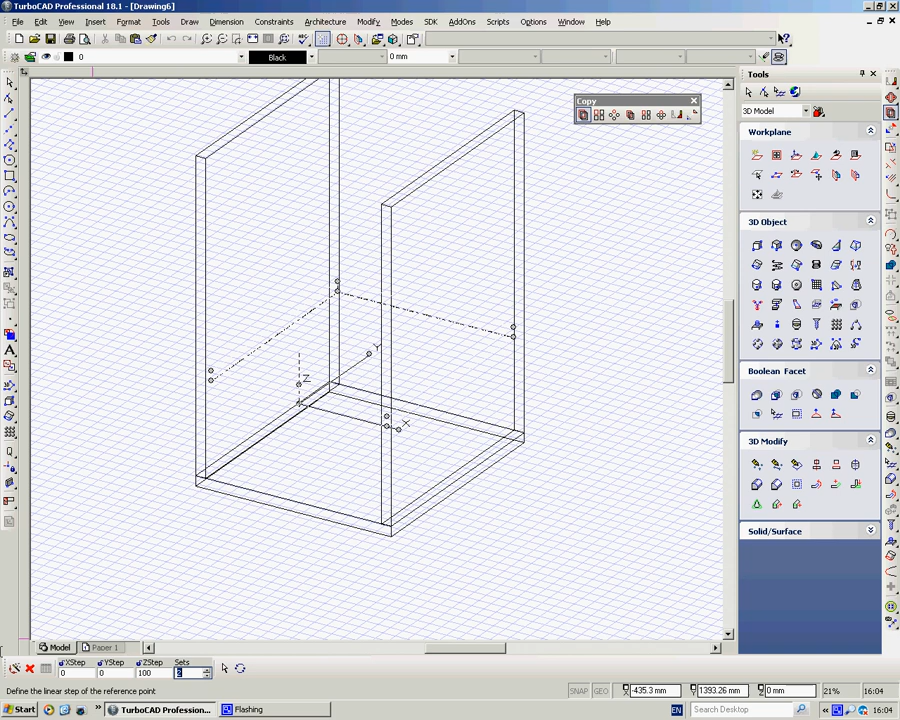 TurboCAD Professional 18.1 - [Drawing6]
File Edit View Insert Format Tools Draw Dimension Constraints Architecture Modify Modes SDK AddOns Scripts Options Window Help
0 Black 0 mm
Copy
Tools
3D Model
Workplane
3D Object
Boolean Facet
3D Modify
Solid/Surface
Y
Z
X
Model Paper 1
XStep YStep ZStep Sets
0 0 100 2
Define the linear step of the reference point
SNAP GEO X -435.3 mm Y 1393.26 mm Z 0 mm 21% 16:04
Start TurboCAD Professional... Flashing EN Search Desktop 16:04